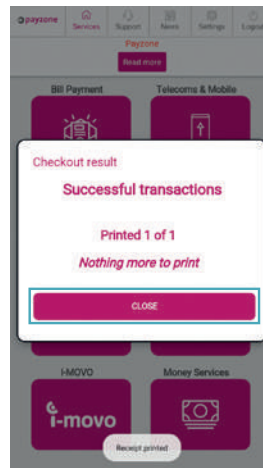 payzone
Services
Support
News
Settings
Logout
Payzone
Read more
Bill Payment
Telecoms & Mobile
Checkout result
Successful transactions
Printed 1 of 1
Nothing more to print
CLOSE
I-MOVO
Money Services
i-movo
Receipt printed